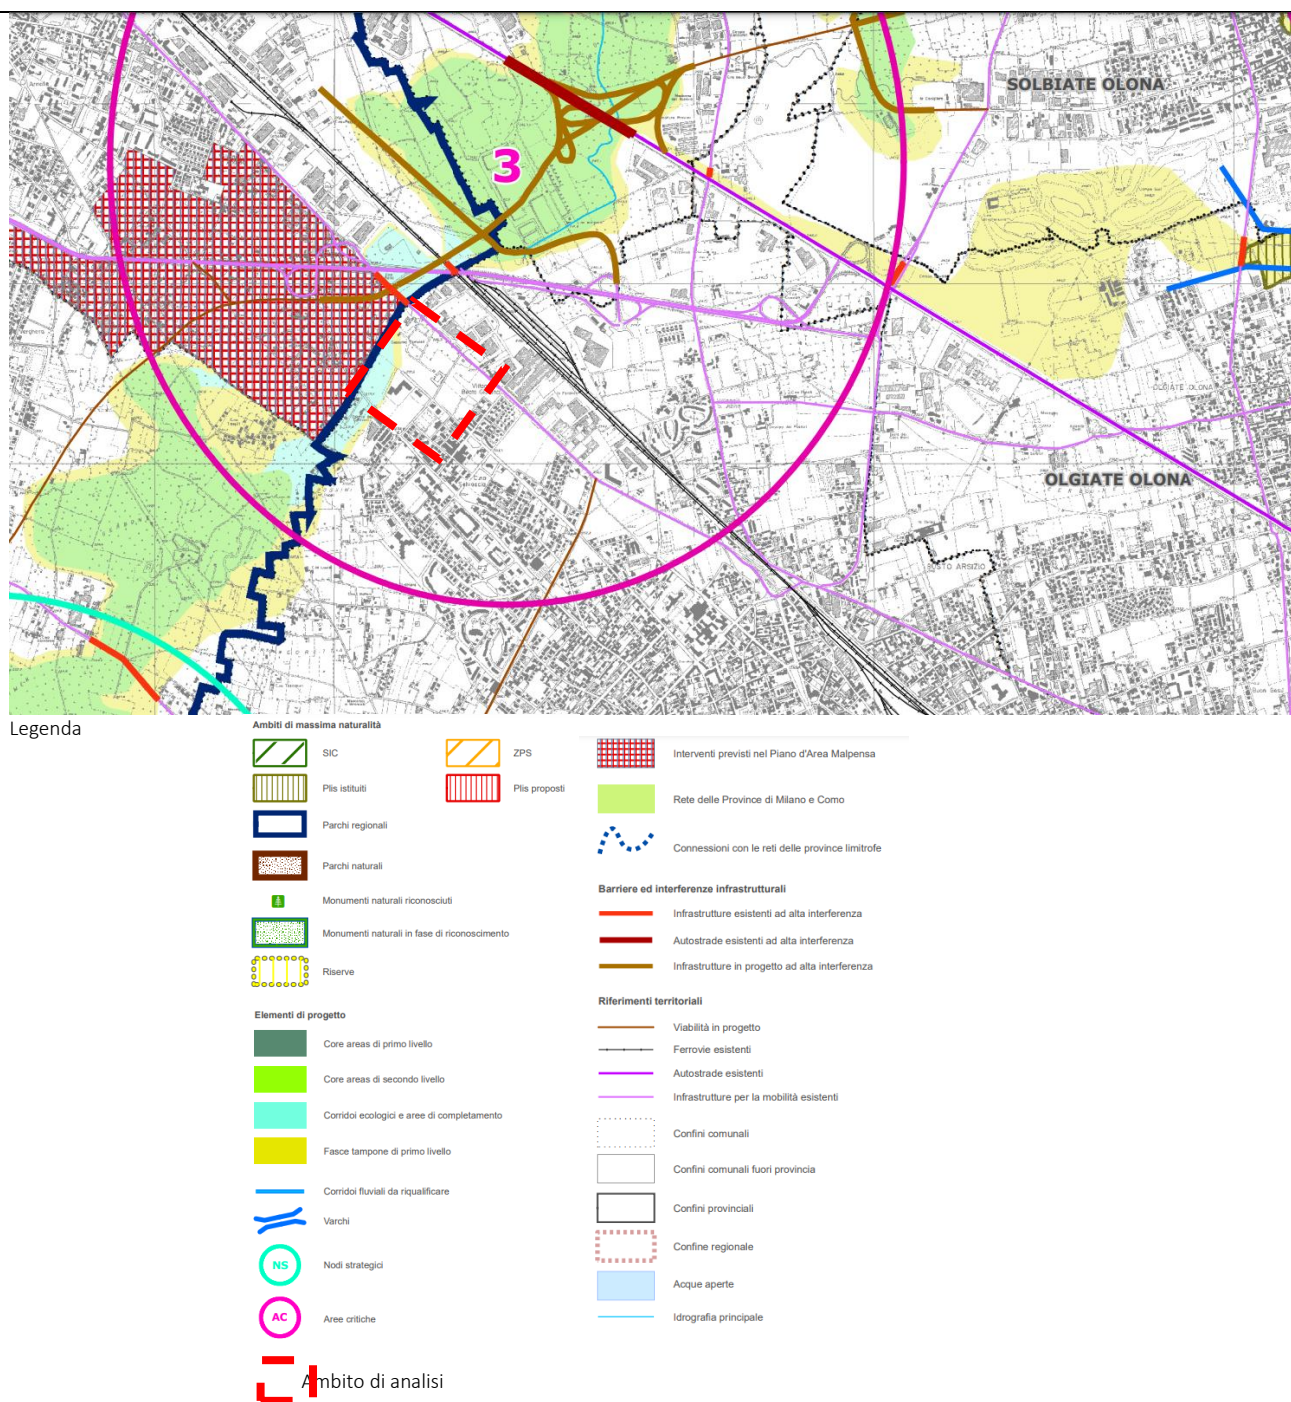 SOLBIATE OLONA
3
OLGIATE OLONA
OLGIATE OLONA
BUSTO ARSIZIO
Legenda
Ambiti di massima naturalità
SIC
ZPS
Plis istituiti
Plis proposti
Parchi regionali
Parchi naturali
Monumenti naturali riconosciuti
Monumenti naturali in fase di riconoscimento
Riserve
Elementi di progetto
Core areas di primo livello
Core areas di secondo livello
Corridoi ecologici e aree di completamento
Fasce tampone di primo livello
Corridoi fluviali da riqualificare
Varchi
NS
Nodi strategici
AC
Aree critiche
Ambito di analisi
Interventi previsti nel Piano d'Area Malpensa
Rete delle Province di Milano e Como
Connessioni con le reti delle province limitrofe
Barriere ed interferenze infrastrutturali
Infrastrutture esistenti ad alta interferenza
Autostrade esistenti ad alta interferenza
Infrastrutture in progetto ad alta interferenza
Riferimenti territoriali
Viabilità in progetto
Ferrovie esistenti
Autostrade esistenti
Infrastrutture per la mobilità esistenti
Confini comunali
Confini comunali fuori provincia
Confini provinciali
Confine regionale
Acque aperte
Idrografia principale